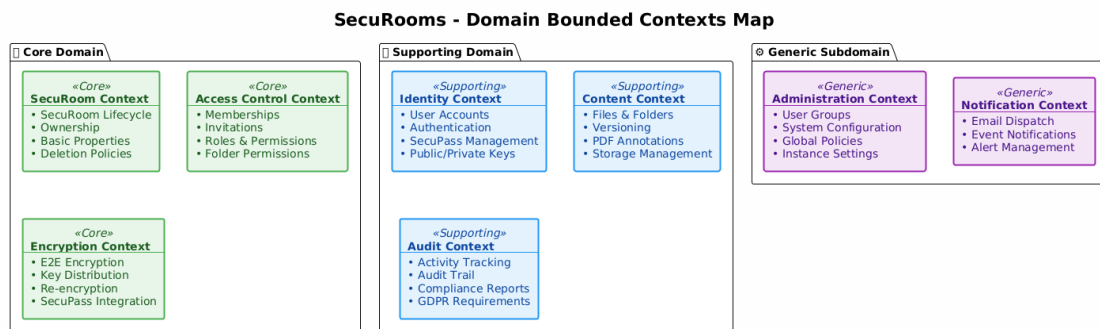 SecuRooms - Domain Bounded Contexts Map
Core Domain
«Core»
SecuRoom Context
• SecuRoom Lifecycle
• Ownership
• Basic Properties
• Deletion Policies
«Core»
Access Control Context
• Memberships
• Invitations
• Roles & Permissions
• Folder Permissions
«Core»
Encryption Context
• E2E Encryption
• Key Distribution
• Re-encryption
• SecuPass Integration
Supporting Domain
«Supporting»
Identity Context
• User Accounts
• Authentication
• SecuPass Management
• Public/Private Keys
«Supporting»
Content Context
• Files & Folders
• Versioning
• PDF Annotations
• Storage Management
«Supporting»
Audit Context
• Activity Tracking
• Audit Trail
• Compliance Reports
• GDPR Requirements
⚙ Generic Subdomain
«Generic»
Administration Context
• User Groups
• System Configuration
• Global Policies
• Instance Settings
«Generic»
Notification Context
• Email Dispatch
• Event Notifications
• Alert Management